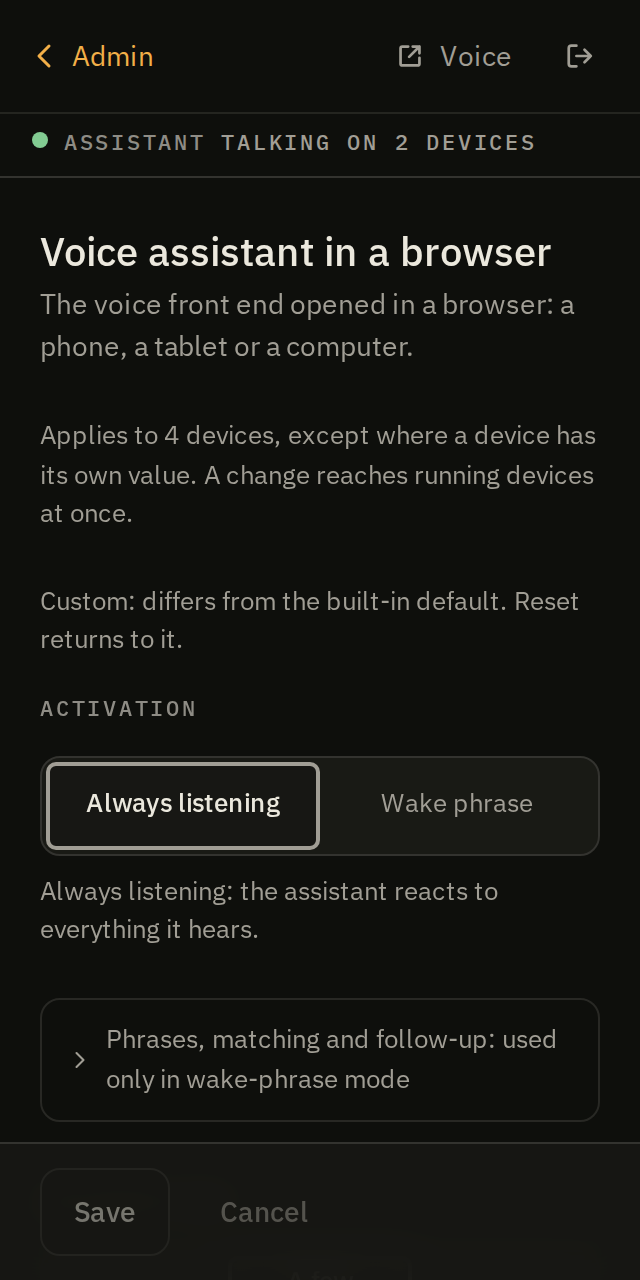 Admin
Voice
ASSISTANT TALKING ON 2 DEVICES
Voice assistant in a browser
The voice front end opened in a browser: a
phone, a tablet or a computer.
Applies to 4 devices, except where a device has
its own value. A change reaches running devices
at once.
Custom: differs from the built-in default. Reset
returns to it.
ACTIVATION
Always listening
Wake phrase
Always listening: the assistant reacts to
everything it hears.
Phrases, matching and follow-up: used
only in wake-phrase mode
Save
Cancel